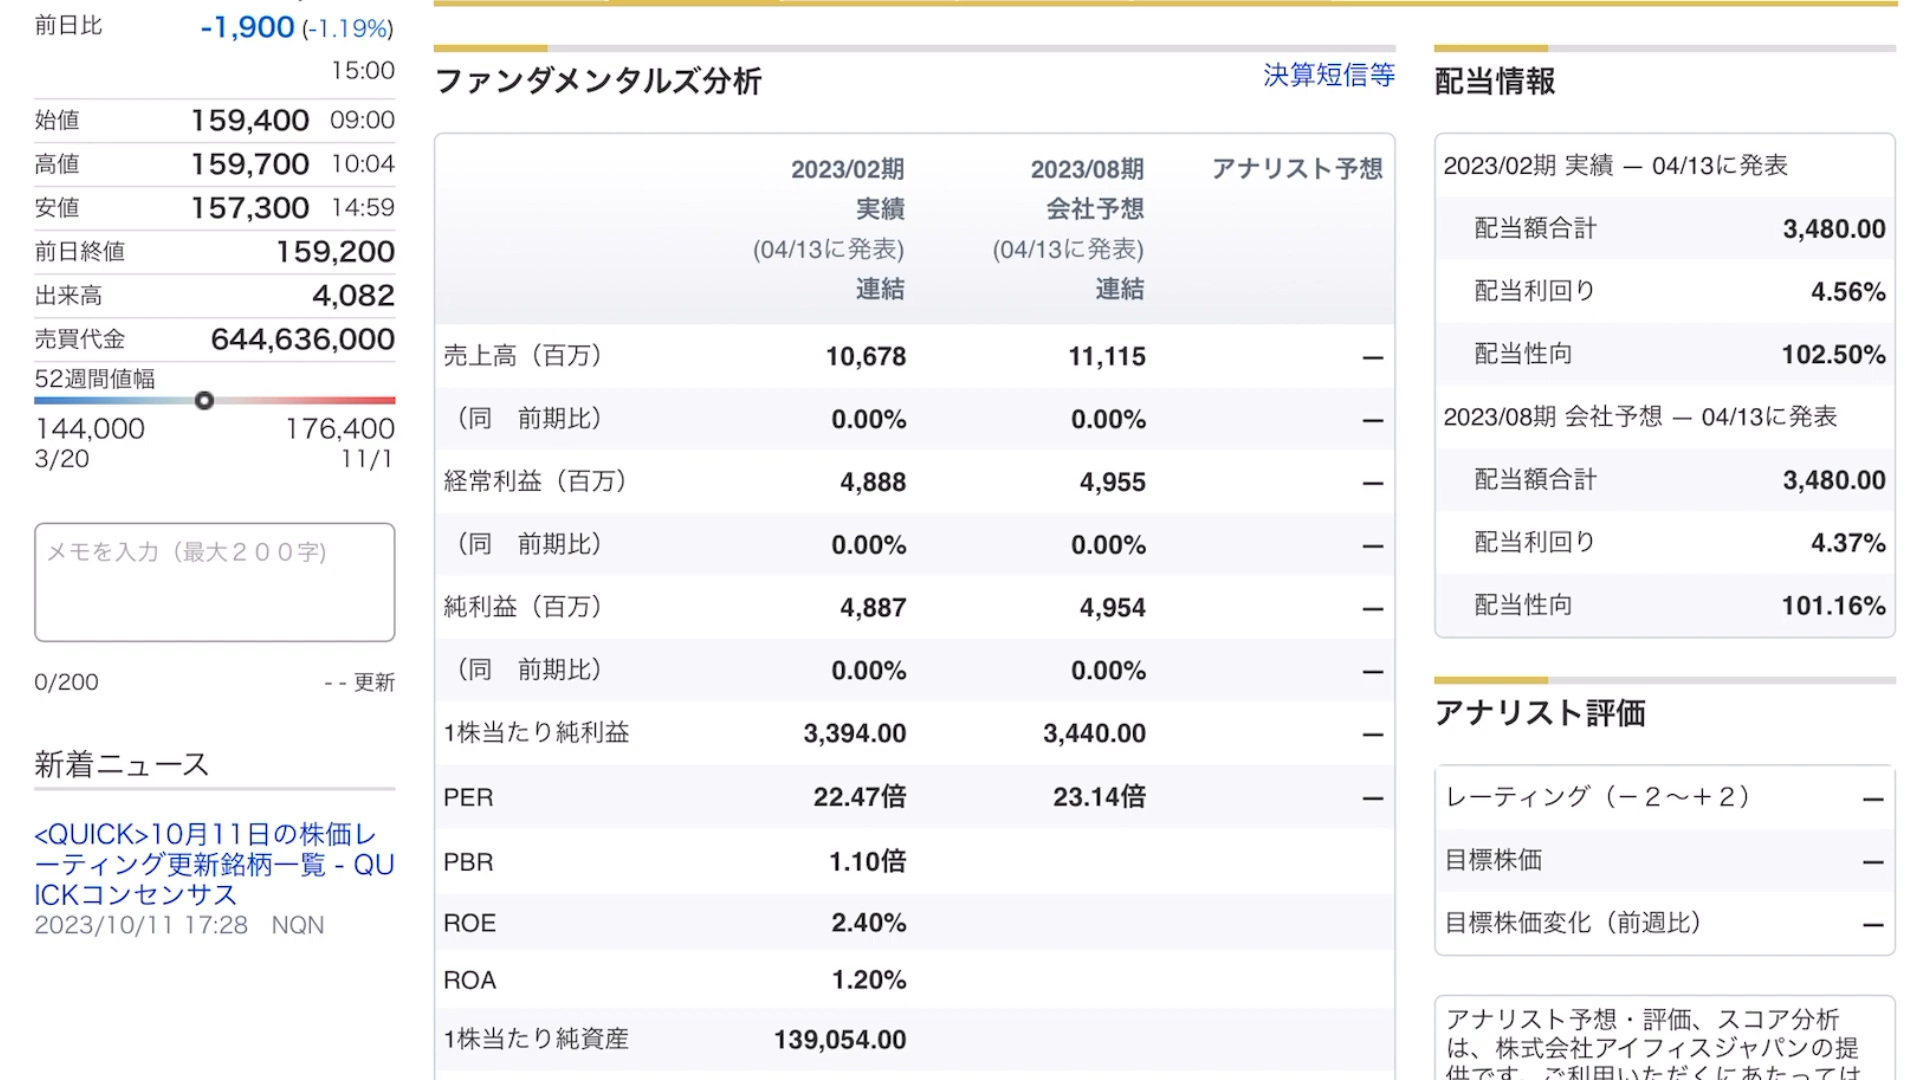 前日比 -1,900 (-1.19%)
15:00
始値 159,400 09:00
高値 159,700 10:04
安値 157,300 14:59
前日終値 159,200
出来高 4,082
売買代金 644,636,000
52週間値幅
144,000 176,400
3/20 11/1
メモを入力（最大２００字)
0/200 - - 更新
新着ニュース
<QUICK>10月11日の株価レ
ーティング更新銘柄一覧 - QU
ICKコンセンサス
2023/10/11 17:28 NQN
ファンダメンタルズ分析 決算短信等
2023/02期 2023/08期 アナリスト予想
実績 会社予想
(04/13に発表) (04/13に発表)
連結 連結
売上高（百万） 10,678 11,115 —
（同　前期比） 0.00% 0.00% —
経常利益（百万） 4,888 4,955 —
（同　前期比） 0.00% 0.00% —
純利益（百万） 4,887 4,954 —
（同　前期比） 0.00% 0.00% —
1株当たり純利益 3,394.00 3,440.00 —
PER 22.47倍 23.14倍 —
PBR 1.10倍
ROE 2.40%
ROA 1.20%
1株当たり純資産 139,054.00
配当情報
2023/02期 実績 — 04/13に発表
配当額合計 3,480.00
配当利回り 4.56%
配当性向 102.50%
2023/08期 会社予想 — 04/13に発表
配当額合計 3,480.00
配当利回り 4.37%
配当性向 101.16%
アナリスト評価
レーティング（－２～＋２） —
目標株価 —
目標株価変化（前週比） —
アナリスト予想・評価、スコア分析
は、株式会社アイフィスジャパンの提
供です。ご利用いただくにあたっては